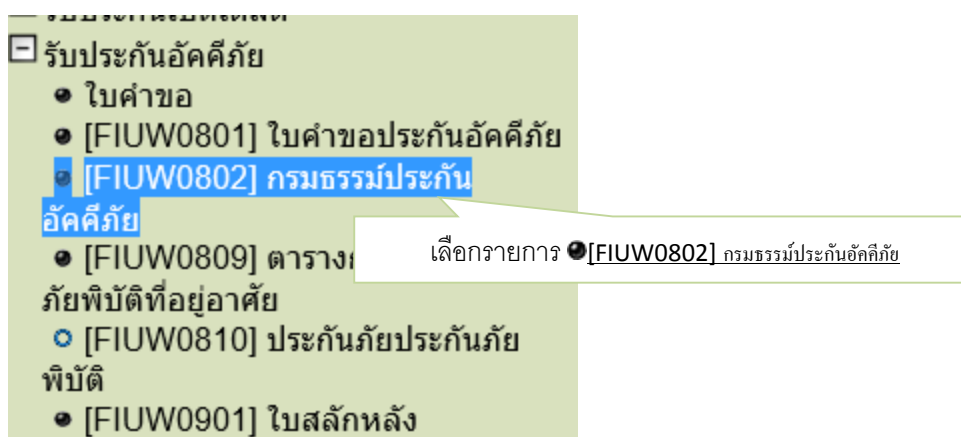 รับประกันอัคคีภัย
ใบคำขอ
[FIUW0801] ใบคำขอประกันอัคคีภัย
[FIUW0802] กรมธรรม์ประกัน
อัคคีภัย
เลือกรายการ [FIUW0802] กรมธรรม์ประกันอัคคีภัย
[FIUW0809] ตาราง
ภัยพิบัติที่อยู่อาศัย
[FIUW0810] ประกันภัยประกันภัย
พิบัติ
[FIUW0901] ใบสลักหลัง